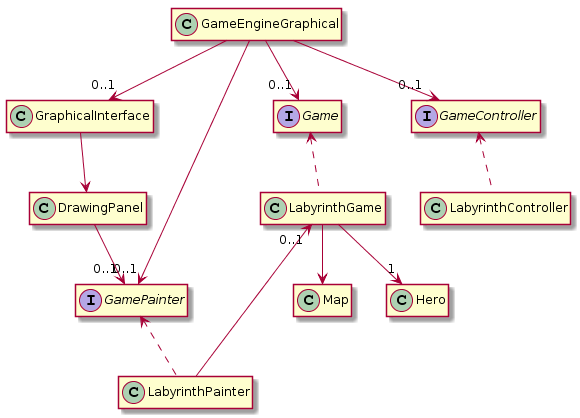 C GameEngineGraphical
0..1
0..1
0..1
C GraphicalInterface
I Game
I GameController
C DrawingPanel
C LabyrinthGame
C LabyrinthController
0..1
0..1
0..1
1
I GamePainter
C Map
C Hero
C LabyrinthPainter